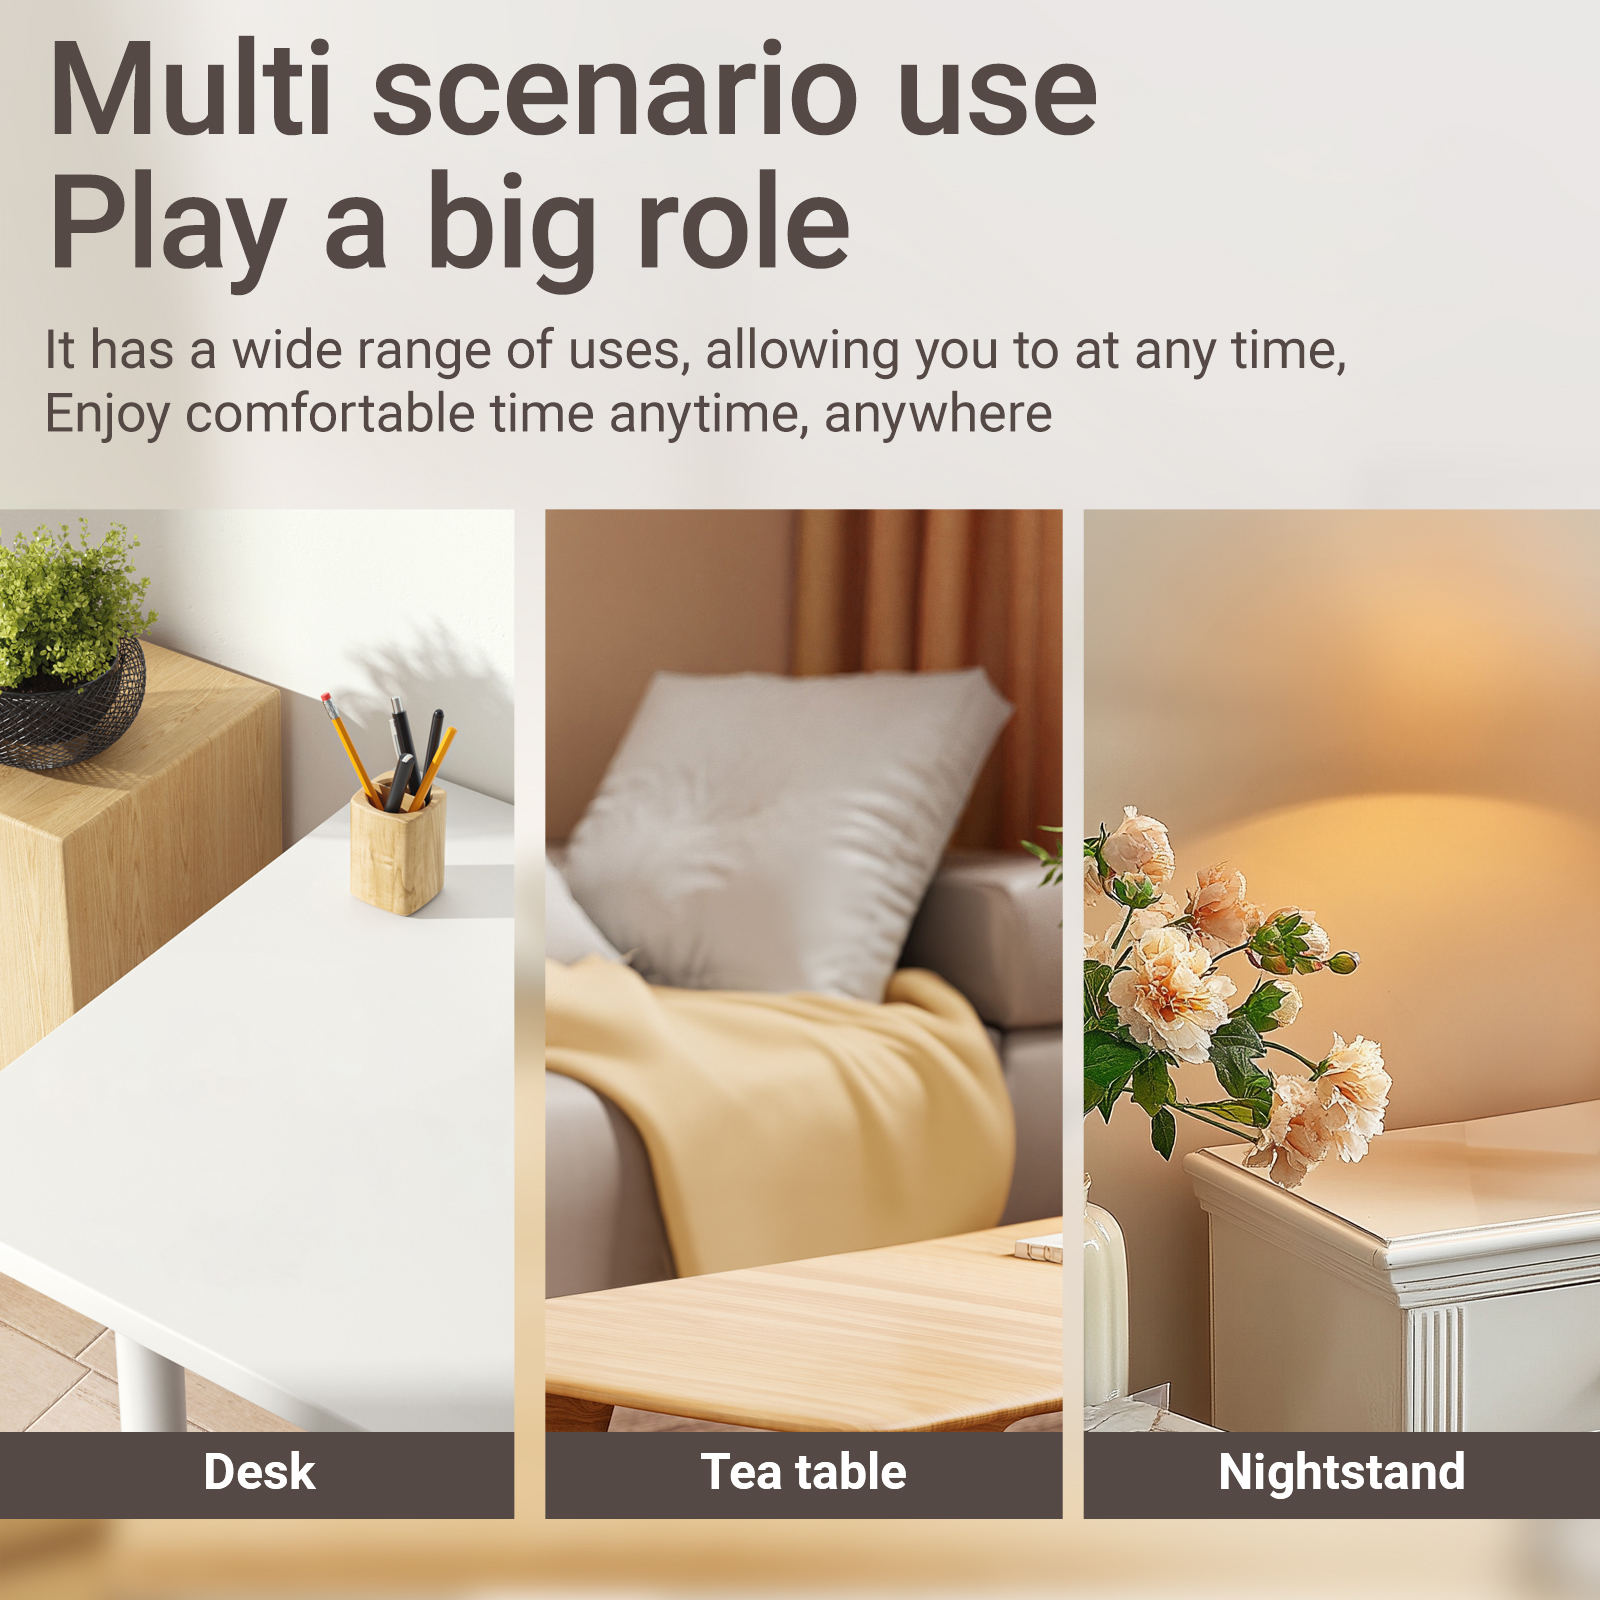 Multi scenario use
Play a big role
It has a wide range of uses, allowing you to at any time,
Enjoy comfortable time anytime, anywhere
Desk
Tea table
Nightstand